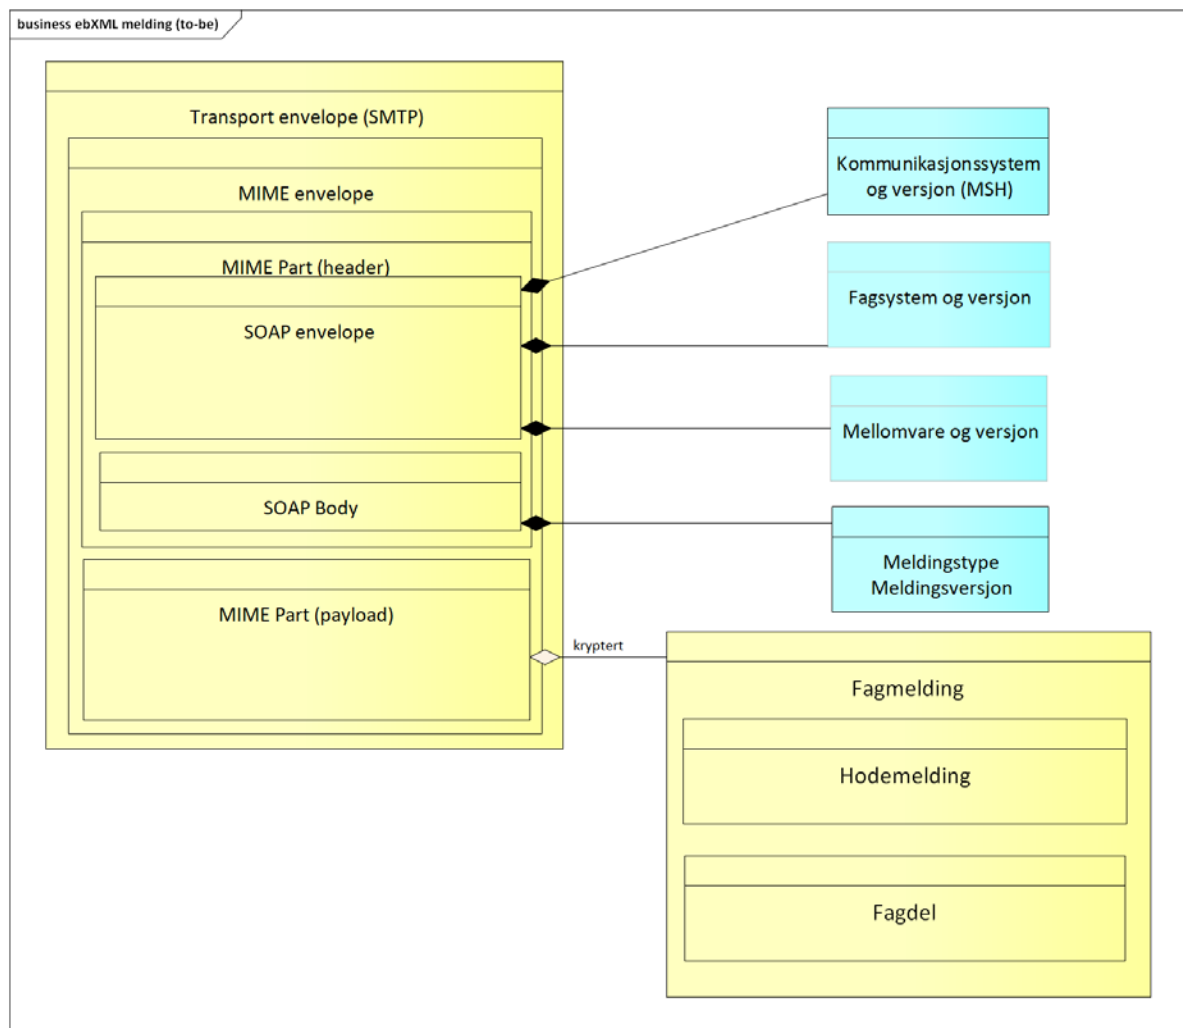 business ebXML melding (to-be)
Transport envelope (SMTP)
MIME envelope
MIME Part (header)
SOAP envelope
SOAP Body
MIME Part (payload)
Kommunikasjonssystem
og versjon (MSH)
Fagsystem og versjon
Mellomvare og versjon
Meldingstype
Meldingsversjon
kryptert
Fagmelding
Hodemelding
Fagdel